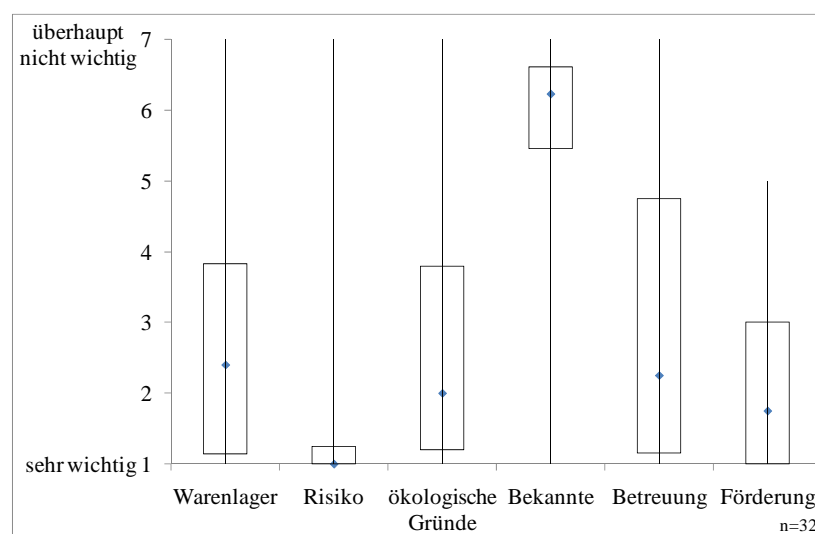 überhaupt
nicht wichtig
7
6
5
4
3
2
sehr wichtig 1
Warenlager Risiko ökologische Bekannte Betreuung Förderung
Gründe
n=32